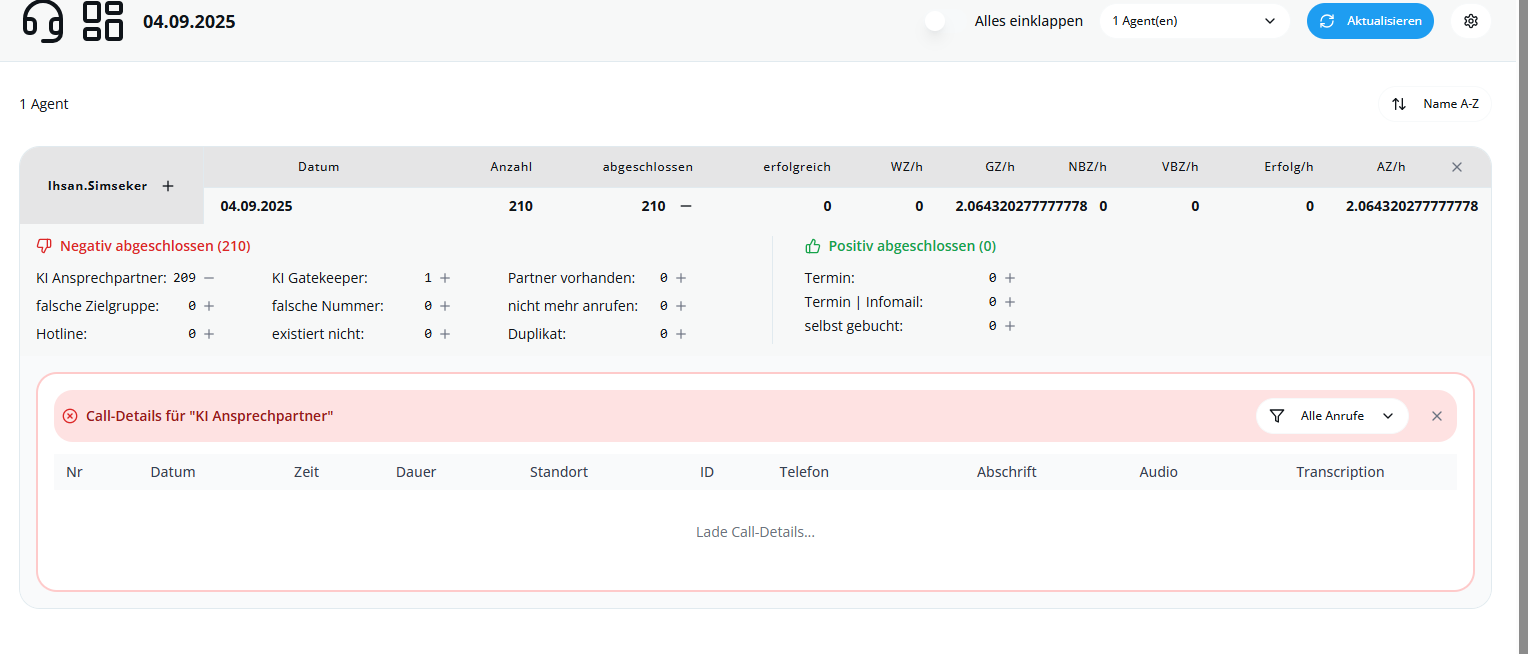 04.09.2025 Alles einklappen 1 Agent(en) Aktualisieren
1 Agent Name A-Z
Ihsan.Simseker + Datum Anzahl abgeschlossen erfolgreich WZ/h GZ/h NBZ/h VBZ/h Erfolg/h AZ/h
04.09.2025 210 210 — 0 0 2.064320277777778 0 0 0 2.064320277777778
Negativ abgeschlossen (210) Positiv abgeschlossen (0)
KI Ansprechpartner: 209 — KI Gatekeeper: 1 + Partner vorhanden: 0 + Termin: 0 +
falsche Zielgruppe: 0 + falsche Nummer: 0 + nicht mehr anrufen: 0 + Termin | Infomail: 0 +
Hotline: 0 + existiert nicht: 0 + Duplikat: 0 + selbst gebucht: 0 +
Call-Details für "KI Ansprechpartner" Alle Anrufe
Nr Datum Zeit Dauer Standort ID Telefon Abschrift Audio Transcription
Lade Call-Details...